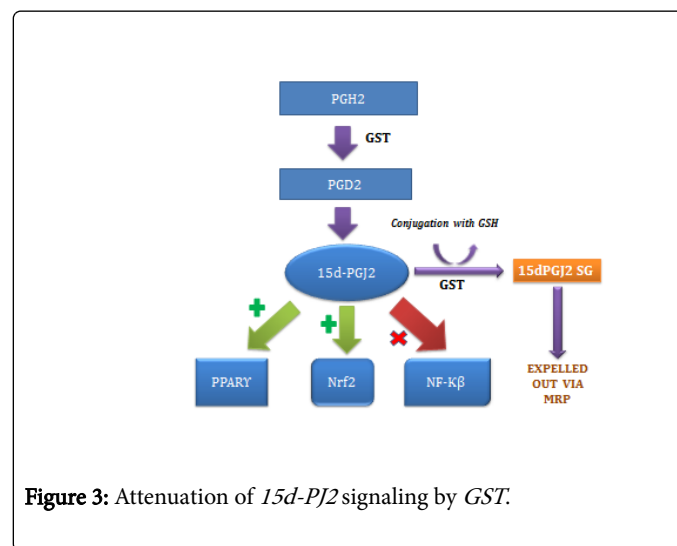 PGH2
GST
PGD2
Conjugation with GSH
15d-PGJ2
GST
15dPGJ2 SG
PPARY
Nrf2
NF-Kβ
EXPELLED
OUT VIA
MRP
Figure 3: Attenuation of 15d-PJ2 signaling by GST.